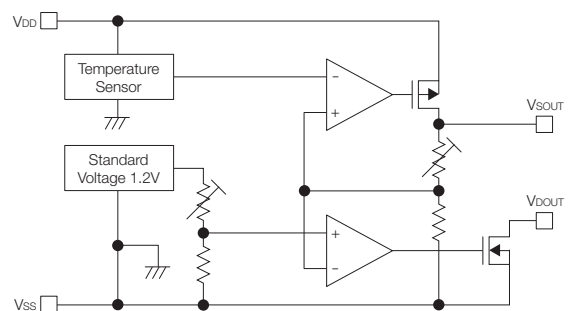 VDD
Temperature
Sensor
−
+
VSOUT
Standard
Voltage 1.2V
VDOUT
+
−
VSS